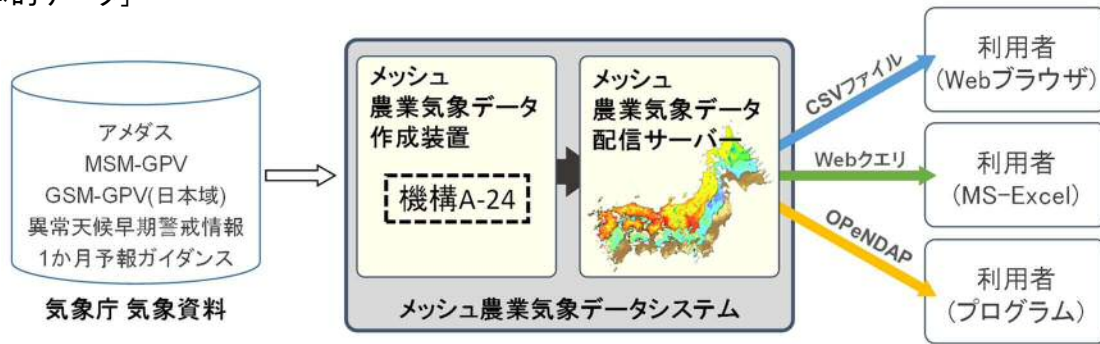 データ」
アメダス
MSM-GPV
GSM-GPV(日本域)
異常天候早期警戒情報
1か月予報ガイダンス
気象庁 気象資料
メッシュ
農業気象データ
作成装置
機構A-24
メッシュ
農業気象データ
配信サーバー
メッシュ農業気象データシステム
CSVファイル
Webクエリ
OPeNDAP
利用者
(Webブラウザ)
利用者
(MS-Excel)
利用者
(プログラム)